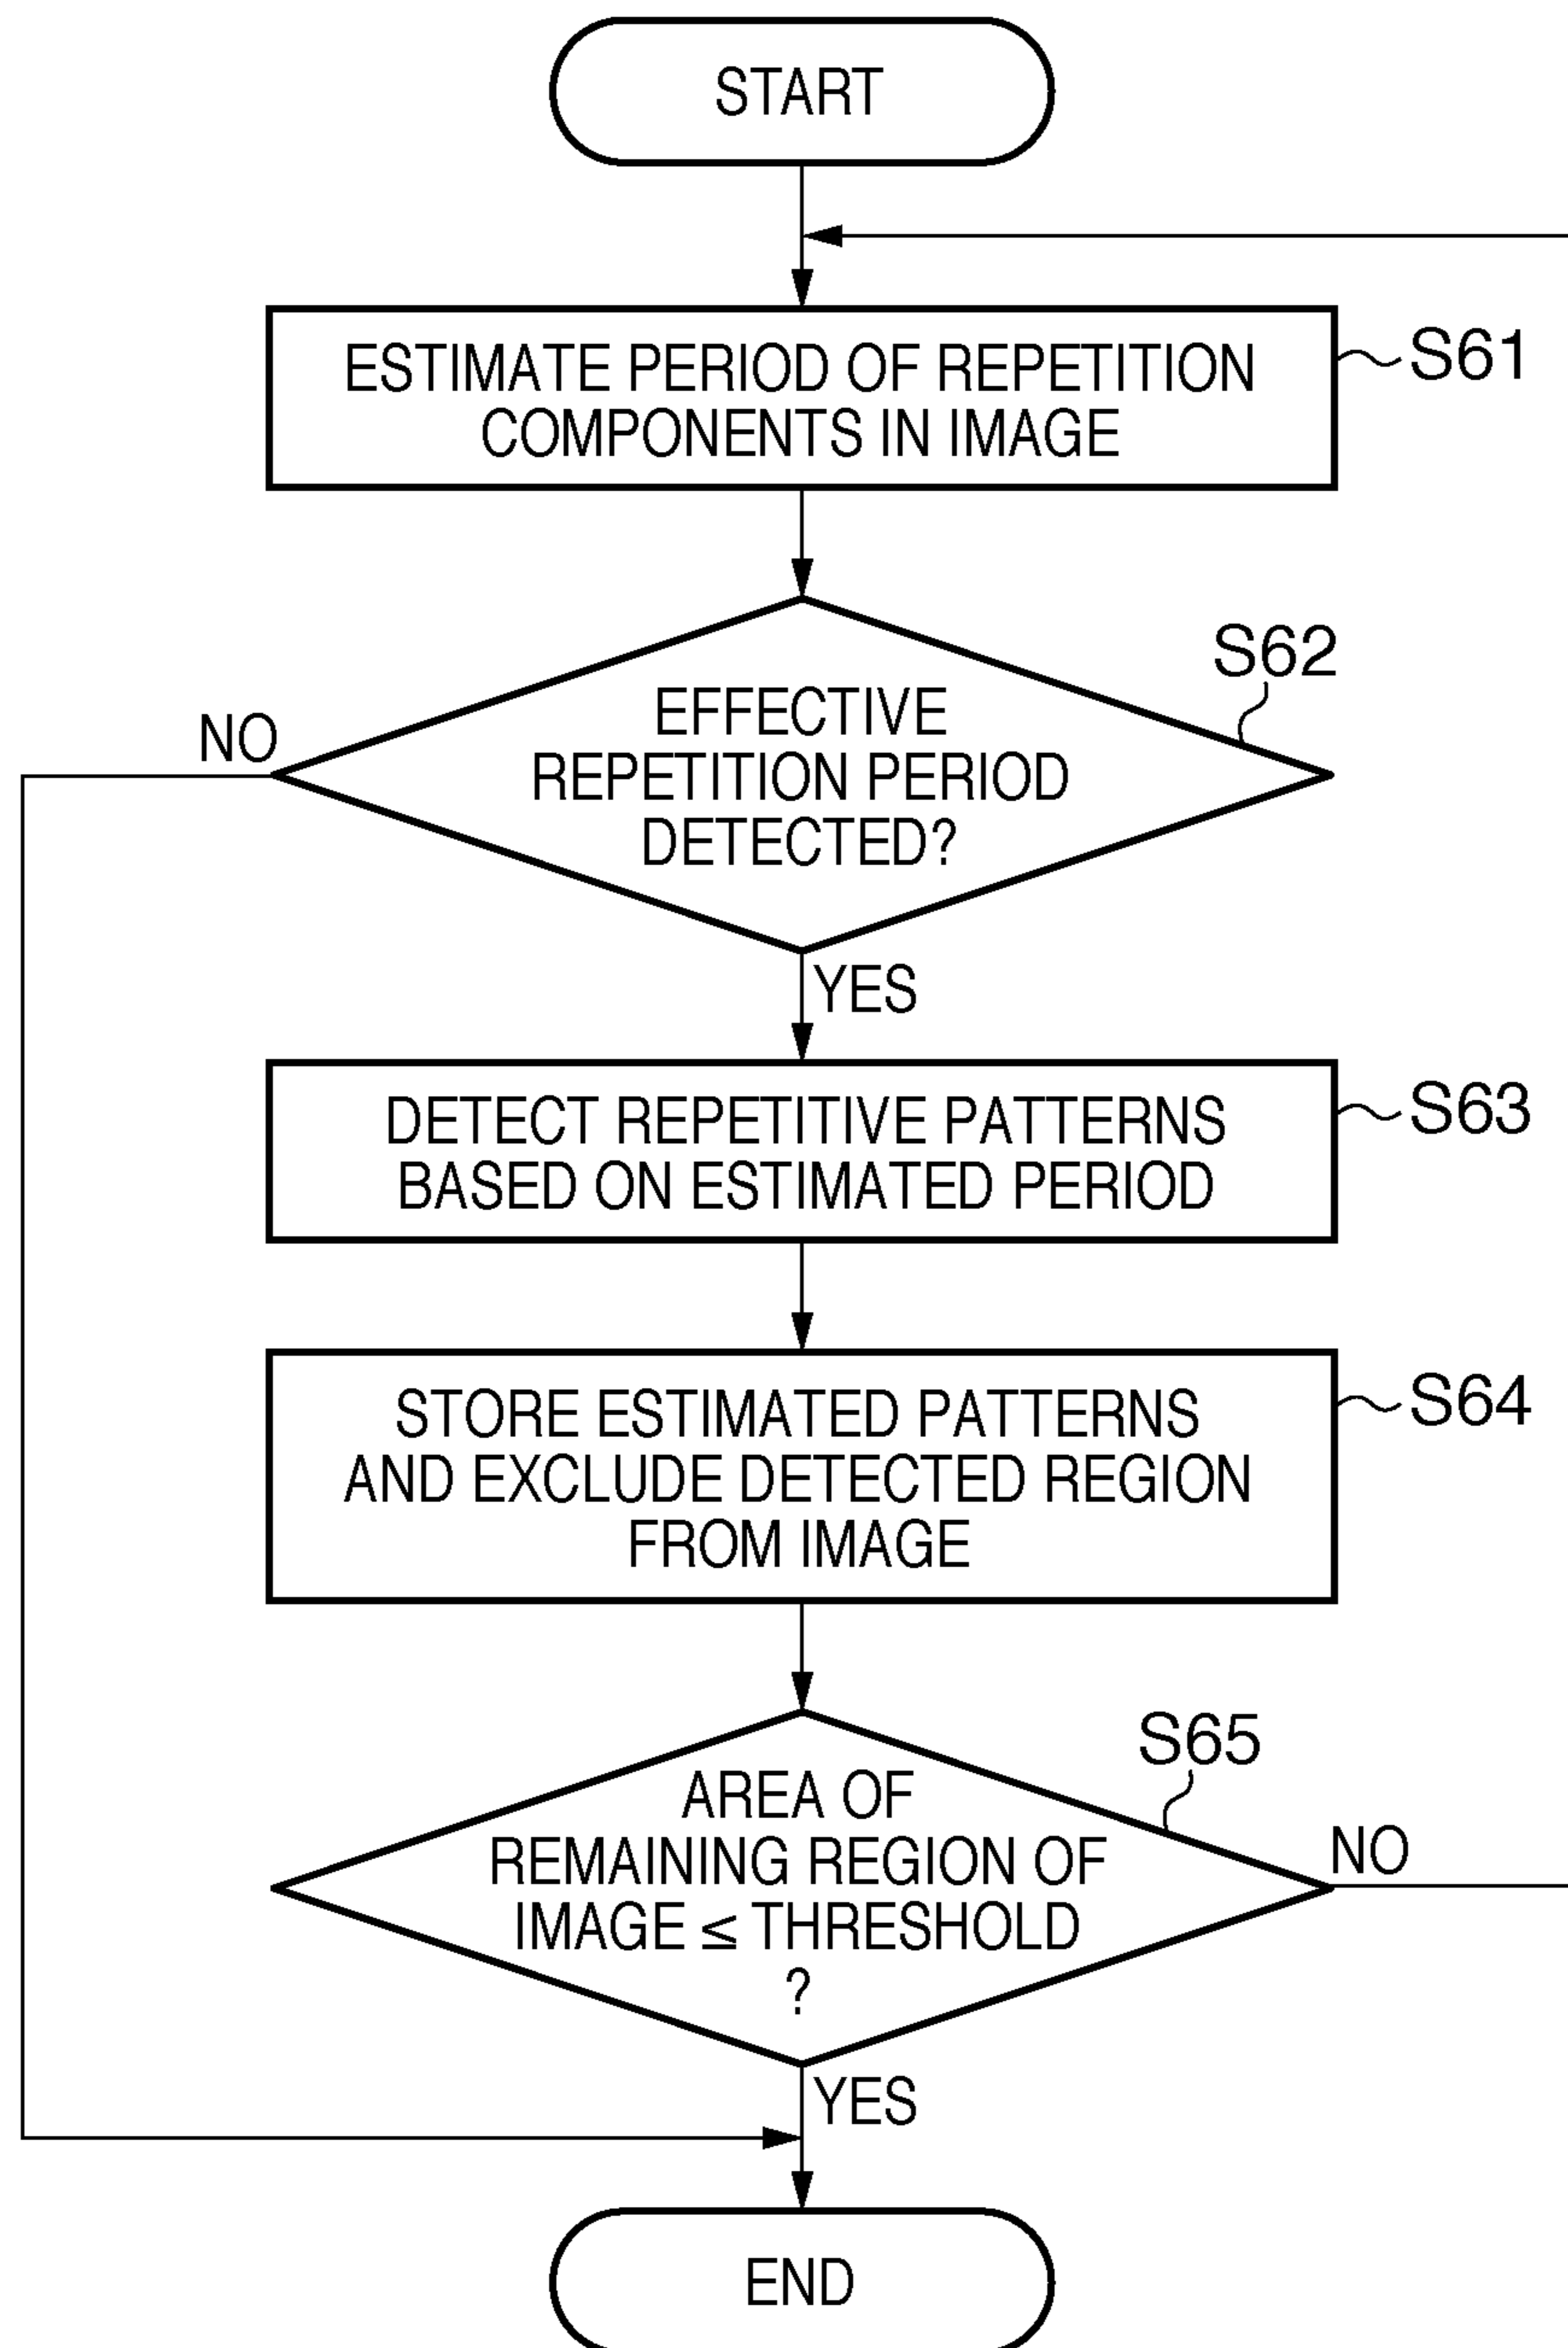 START
ESTIMATE PERIOD OF REPETITION
COMPONENTS IN IMAGE
S61
S62
EFFECTIVE
REPETITION PERIOD
DETECTED?
NO
YES
DETECT REPETITIVE PATTERNS
BASED ON ESTIMATED PERIOD
S63
STORE ESTIMATED PATTERNS
AND EXCLUDE DETECTED REGION
FROM IMAGE
S64
S65
AREA OF
REMAINING REGION OF
IMAGE ≤ THRESHOLD
?
NO
YES
END